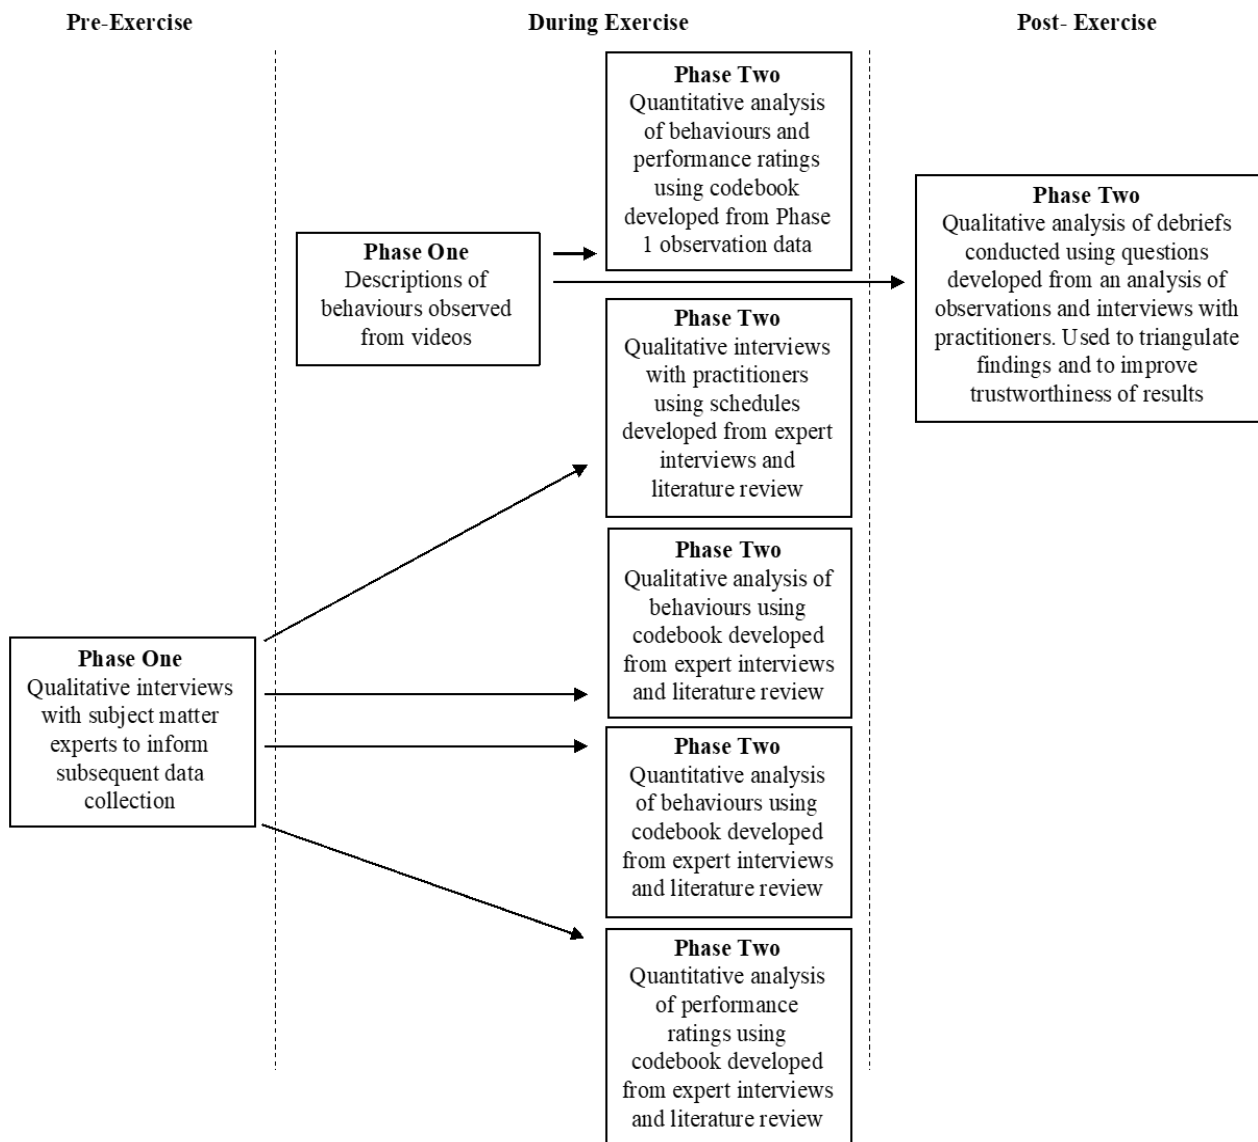 Pre-Exercise
During Exercise
Post- Exercise
Phase One
Qualitative interviews
with subject matter
experts to inform
subsequent data
collection
Phase One
Descriptions of
behaviours observed
from videos
Phase Two
Quantitative analysis
of behaviours and
performance ratings
using codebook
developed from Phase
1 observation data
Phase Two
Qualitative interviews
with practitioners
using schedules
developed from expert
interviews and
literature review
Phase Two
Qualitative analysis of
behaviours using
codebook developed
from expert interviews
and literature review
Phase Two
Quantitative analysis
of behaviours using
codebook developed
from expert interviews
and literature review
Phase Two
Quantitative analysis
of performance
ratings using
codebook developed
from expert interviews
and literature review
Phase Two
Qualitative analysis of debriefs
conducted using questions
developed from an analysis of
observations and interviews with
practitioners. Used to triangulate
findings and to improve
trustworthiness of results